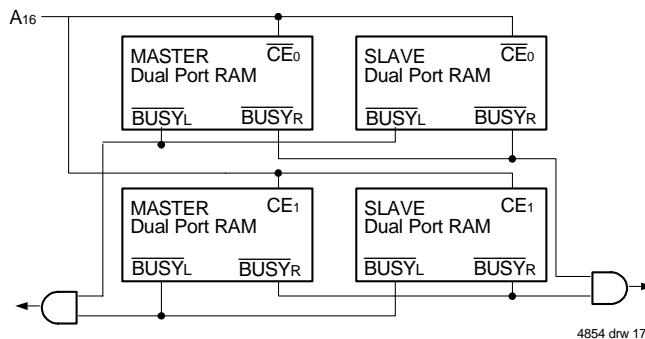 A16
MASTER CE0
Dual Port RAM
BUSYL BUSYR
SLAVE CE0
Dual Port RAM
BUSYL BUSYR
MASTER CE1
Dual Port RAM
BUSYL BUSYR
SLAVE CE1
Dual Port RAM
BUSYL BUSYR
4854 drw 17